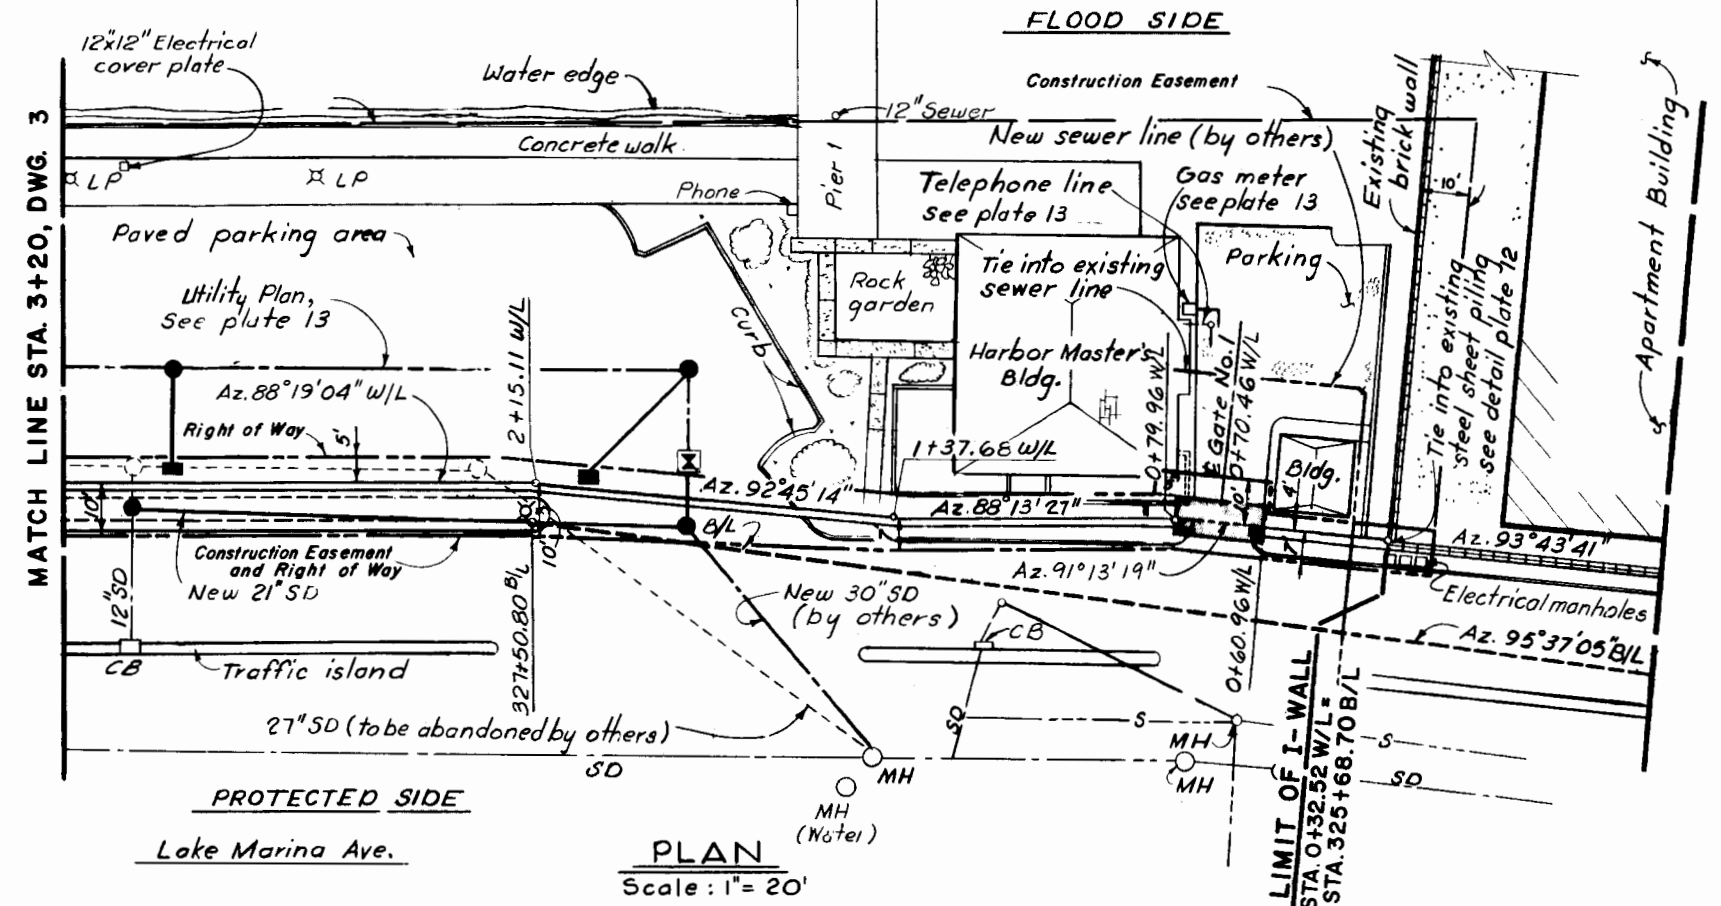 FLOOD SIDE
12"x12" Electrical
cover plate
Water edge
Construction Easement
12" Sewer
New sewer line (by others)
Concrete walk
LP
LP
Phone
Pier 1
Telephone line
see plate 13
Gas meter
see plate 13
Existing
brick wall
10'
Apartment Building
MATCH LINE STA. 3+20, DWG. 3
Paved parking area
Utility Plan,
See plate 13
2+15.11 W/L
Curb
Rock
garden
Tie into existing
sewer line
Parking
Harbor Master's
Bldg.
0+79.96 W/L
Gate No. 1
0+70.46 W/L
Tie into existing
steel sheet piling
see detail plate 12
Az. 88°19'04" W/L
Right of Way
5'
1+37.68 W/L
Bldg.
4'
10'
Az. 92°45'14"
Az. 88°13'27"
10'
B/L
Az. 93°43'41"
Construction Easement
and Right of Way
10'
7'
Az. 91°13'19"
New 21" SD
12" SD
327+50.80 B/L
New 30" SD
(by others)
Electrical manholes
CB
0+60.96 W/L
Az. 95°37'05" B/L
CB
Traffic island
27" SD (to be abandoned by others)
SD
S
S
MH
SD
MH
MH
SD
MH
(Water)
PROTECTED SIDE
Lake Marina Ave.
PLAN
Scale : 1" = 20'
LIMIT OF I-WALL
STA. 0+32.52 W/L =
STA. 325+68.70 B/L